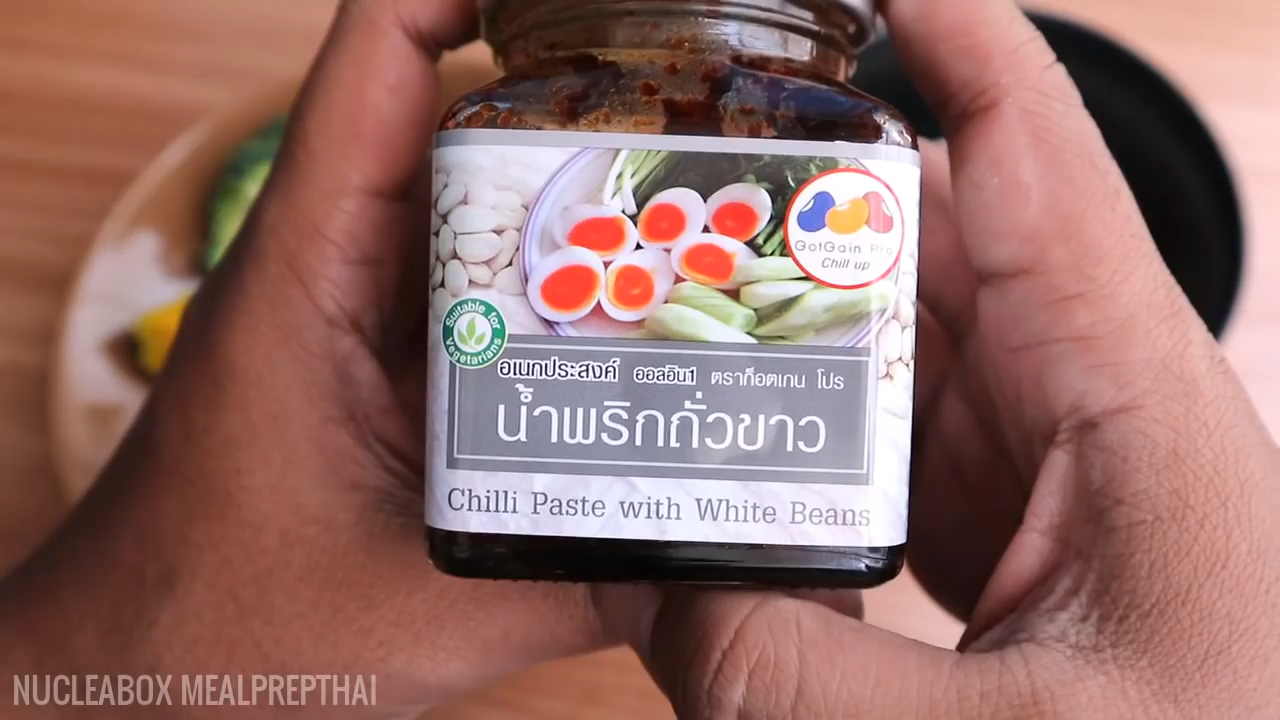 GotGain Pro
Chill up
Suitable for
Vegetarians
อเนกประสงค์ ออลอิน1 ตราก็อตเกน โปร
น้ำพริกถั่วขาว
Chilli Paste with White Beans
NUCLEABOX MEALPREPTHAI